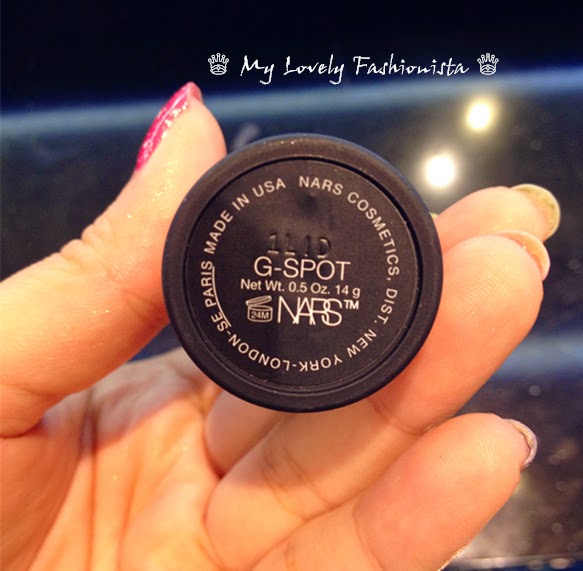 ♕ My Lovely Fashionista ♕
MADE IN USA NARS COSMETICS, DIST. NEW YORK-LONDON-SE PARIS
1L1D
G-SPOT
Net Wt. 0.5 Oz. 14 g
24M NARS™